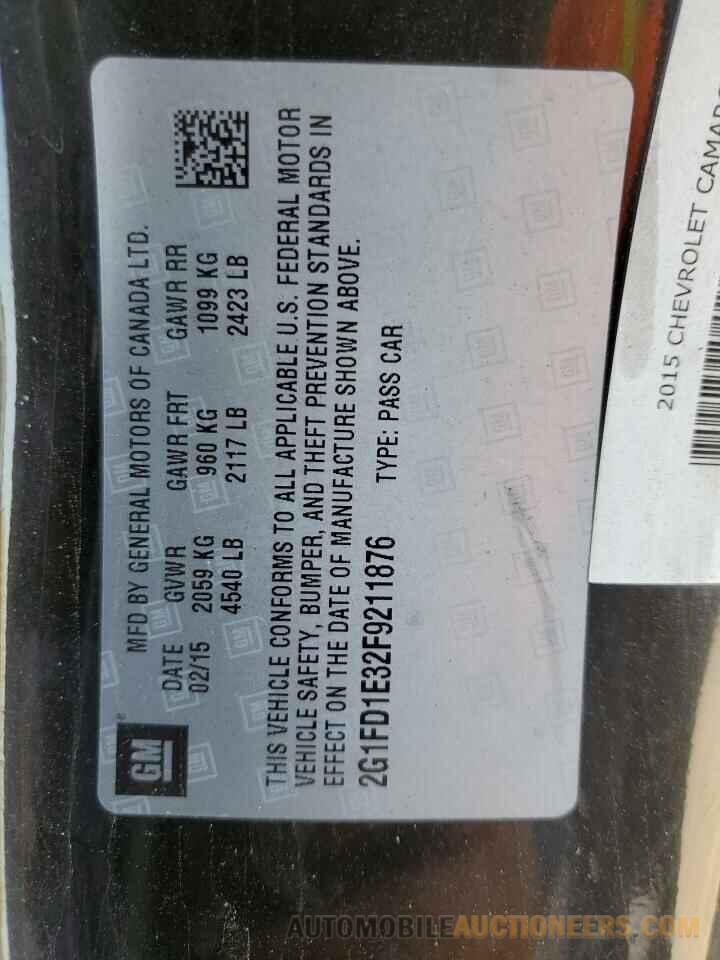 GM
MFD BY GENERAL MOTORS OF CANADA LTD.
DATE GVWR GAWR FRT GAWR RR
02/15 2059 KG 960 KG 1099 KG
4540 LB 2117 LB 2423 LB
THIS VEHICLE CONFORMS TO ALL APPLICABLE U.S. FEDERAL MOTOR
VEHICLE SAFETY, BUMPER, AND THEFT PREVENTION STANDARDS IN
EFFECT ON THE DATE OF MANUFACTURE SHOWN ABOVE.
2G1FD1E32F9211876 TYPE: PASS CAR
2015 CHEVROLET CAMARO
AUTOMOBILEAUCTIONEERS.COM